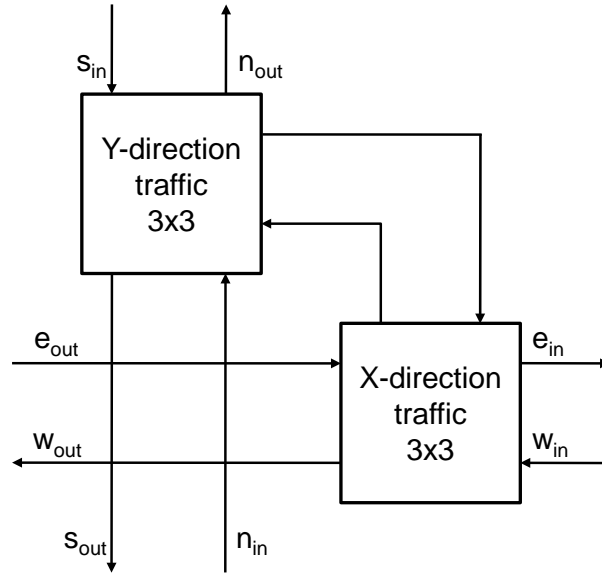 s_in
n_out
Y-direction
traffic
3x3
e_out
e_in
X-direction
traffic
3x3
w_out
w_in
s_out
n_in